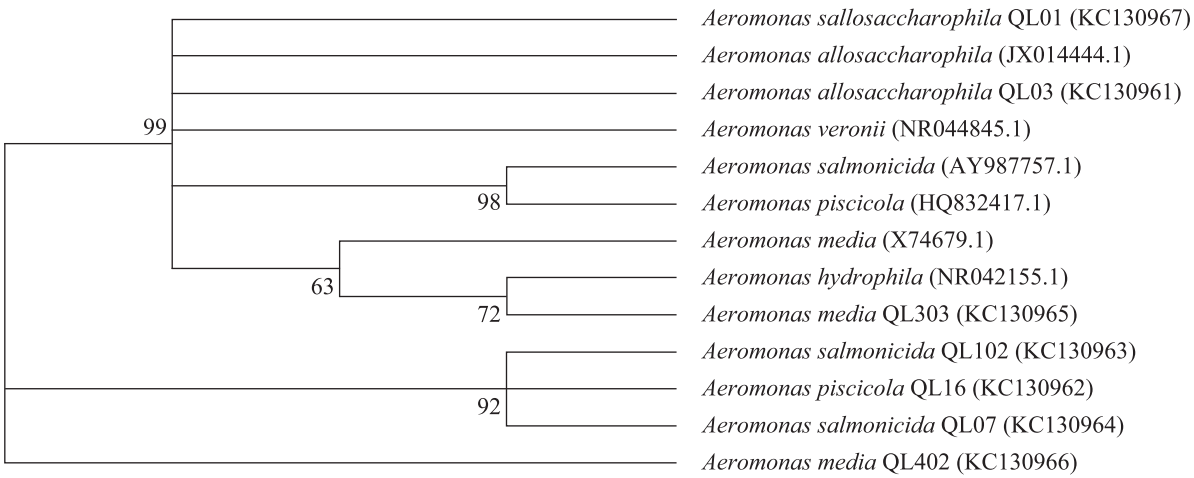 Aeromonas sallosaccharophila QL01 (KC130967)
Aeromonas allosaccharophila (JX014444.1)
Aeromonas allosaccharophila QL03 (KC130961)
99
Aeromonas veronii (NR044845.1)
Aeromonas salmonicida (AY987757.1)
98
Aeromonas piscicola (HQ832417.1)
Aeromonas media (X74679.1)
63
Aeromonas hydrophila (NR042155.1)
72
Aeromonas media QL303 (KC130965)
Aeromonas salmonicida QL102 (KC130963)
Aeromonas piscicola QL16 (KC130962)
92
Aeromonas salmonicida QL07 (KC130964)
Aeromonas media QL402 (KC130966)